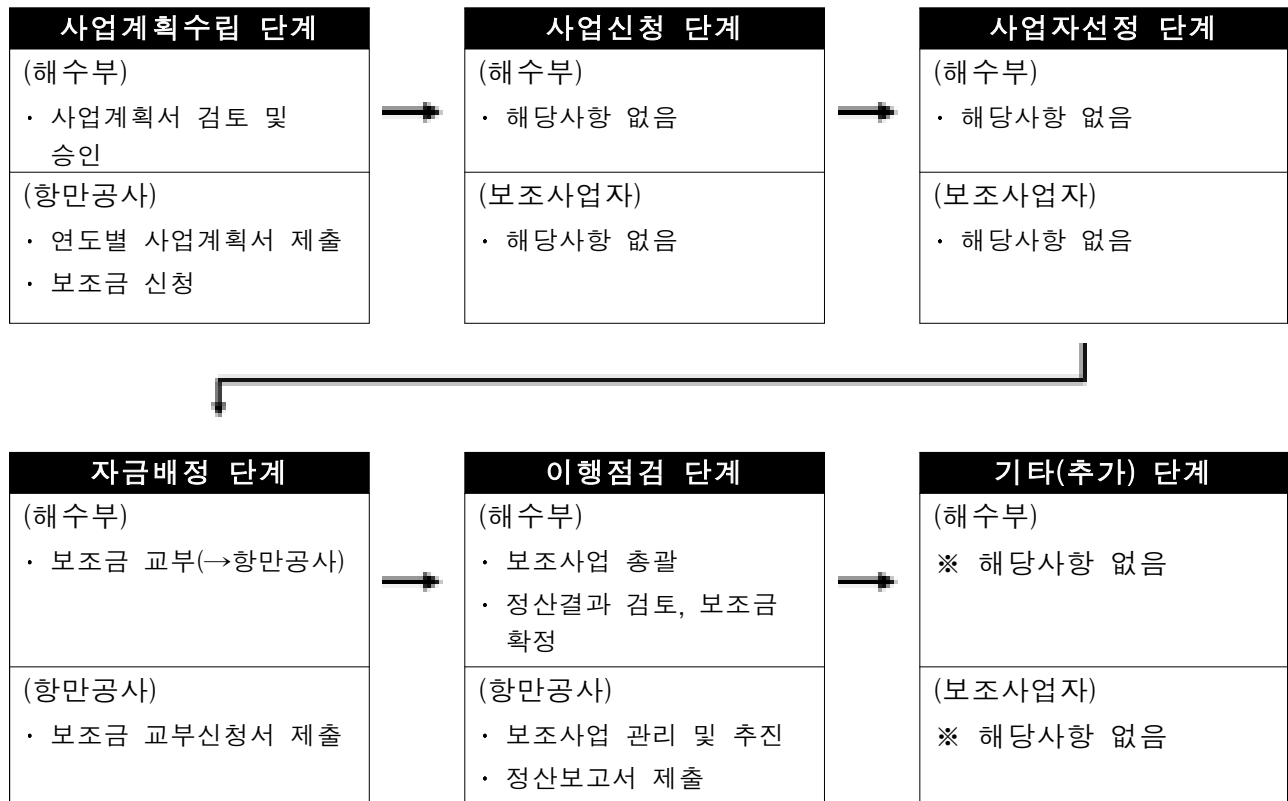 사업계획수립 단계
(해수부)
· 사업계획서 검토 및
승인
(항만공사)
· 연도별 사업계획서 제출
· 보조금 신청
사업신청 단계
(해수부)
· 해당사항 없음
(보조사업자)
· 해당사항 없음
사업자선정 단계
(해수부)
· 해당사항 없음
(보조사업자)
· 해당사항 없음
자금배정 단계
(해수부)
· 보조금 교부(→항만공사)
(항만공사)
· 보조금 교부신청서 제출
이행점검 단계
(해수부)
· 보조사업 총괄
· 정산결과 검토, 보조금
확정
(항만공사)
· 보조사업 관리 및 추진
· 정산보고서 제출
기타(추가) 단계
(해수부)
※ 해당사항 없음
(보조사업자)
※ 해당사항 없음